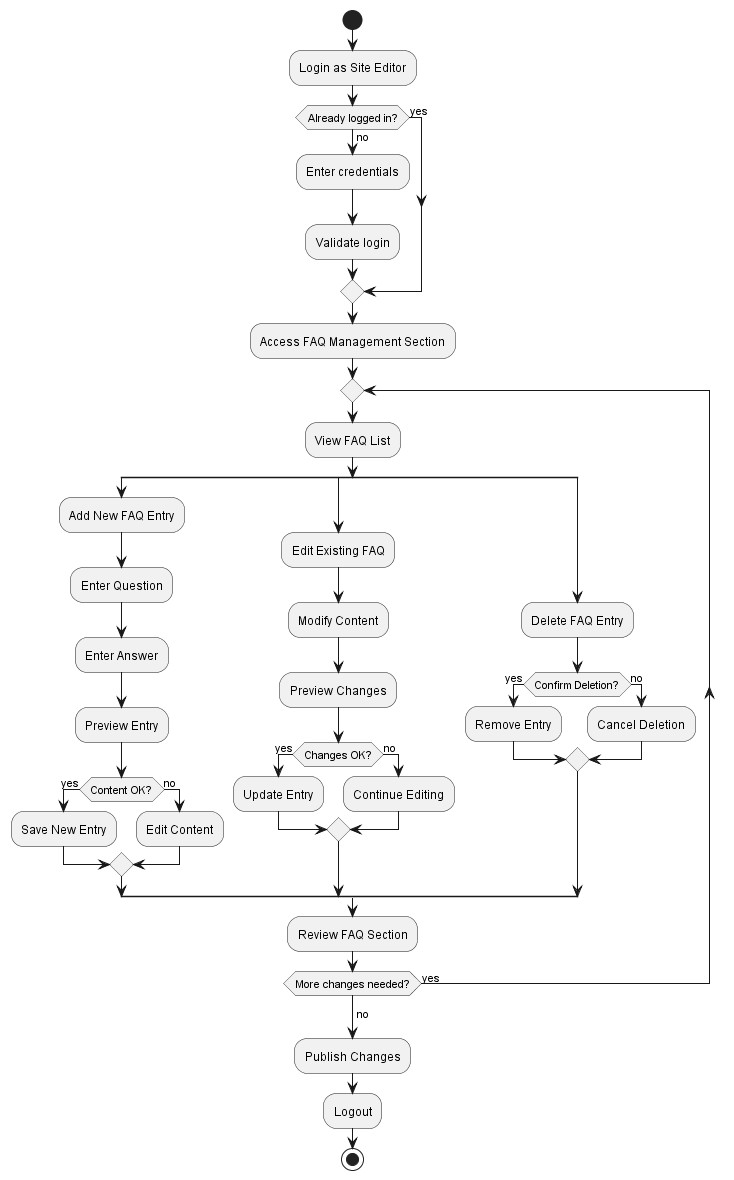 Login as Site Editor
Already logged in?
yes
no
Enter credentials
Validate login
Access FAQ Management Section
View FAQ List
Add New FAQ Entry
Enter Question
Enter Answer
Preview Entry
yes
Content OK?
no
Save New Entry
Edit Content
Edit Existing FAQ
Modify Content
Preview Changes
yes
Changes OK?
no
Update Entry
Continue Editing
Delete FAQ Entry
yes
Confirm Deletion?
no
Remove Entry
Cancel Deletion
Review FAQ Section
More changes needed?
yes
no
Publish Changes
Logout